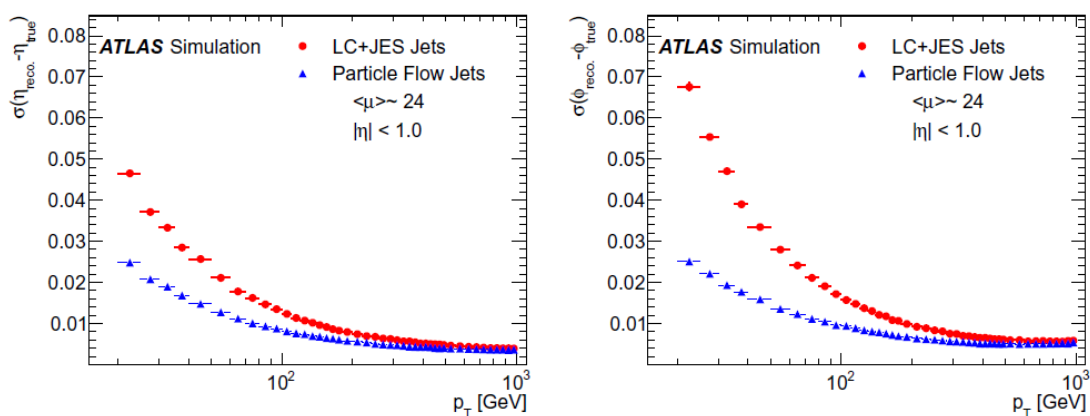 σ(η_reco. - η_true)
0.08
0.07
0.06
0.05
0.04
0.03
0.02
0.01
ATLAS Simulation
LC+JES Jets
Particle Flow Jets
<μ>~ 24
|η| < 1.0
10²
10³
p_T [GeV]
σ(ϕ_reco. - ϕ_true)
0.08
0.07
0.06
0.05
0.04
0.03
0.02
0.01
ATLAS Simulation
LC+JES Jets
Particle Flow Jets
<μ>~ 24
|η| < 1.0
10²
10³
p_T [GeV]